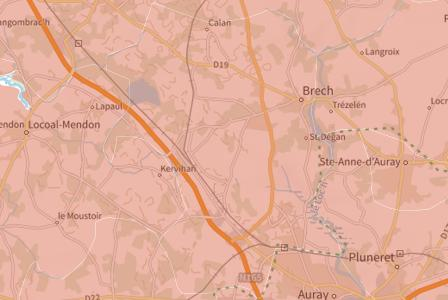 Calan
Langroix
D19
Brech
Lapaul
Trézelén
Locoal-Mendon
St-Dégan
Ste-Anne-d'Auray
Kervihan
le Moustoir
Pluneret
N165
D22
Auray